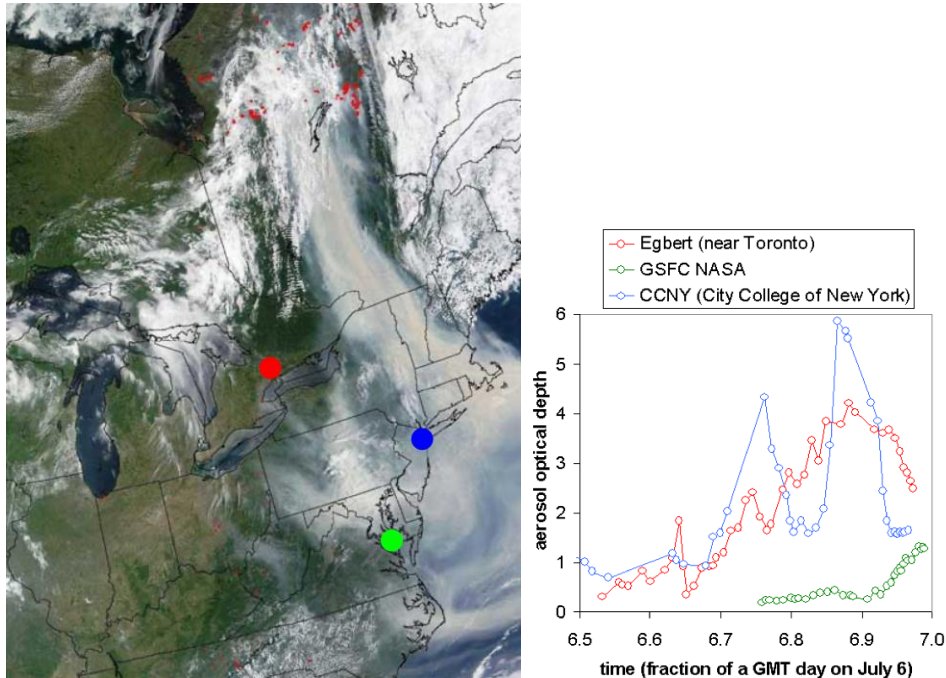 Egbert (near Toronto)
GSFC NASA
CCNY (City College of New York)
6
5
4
3
2
1
0
aerosol optical depth
6.5 6.6 6.7 6.8 6.9 7.0
time (fraction of a GMT day on July 6)